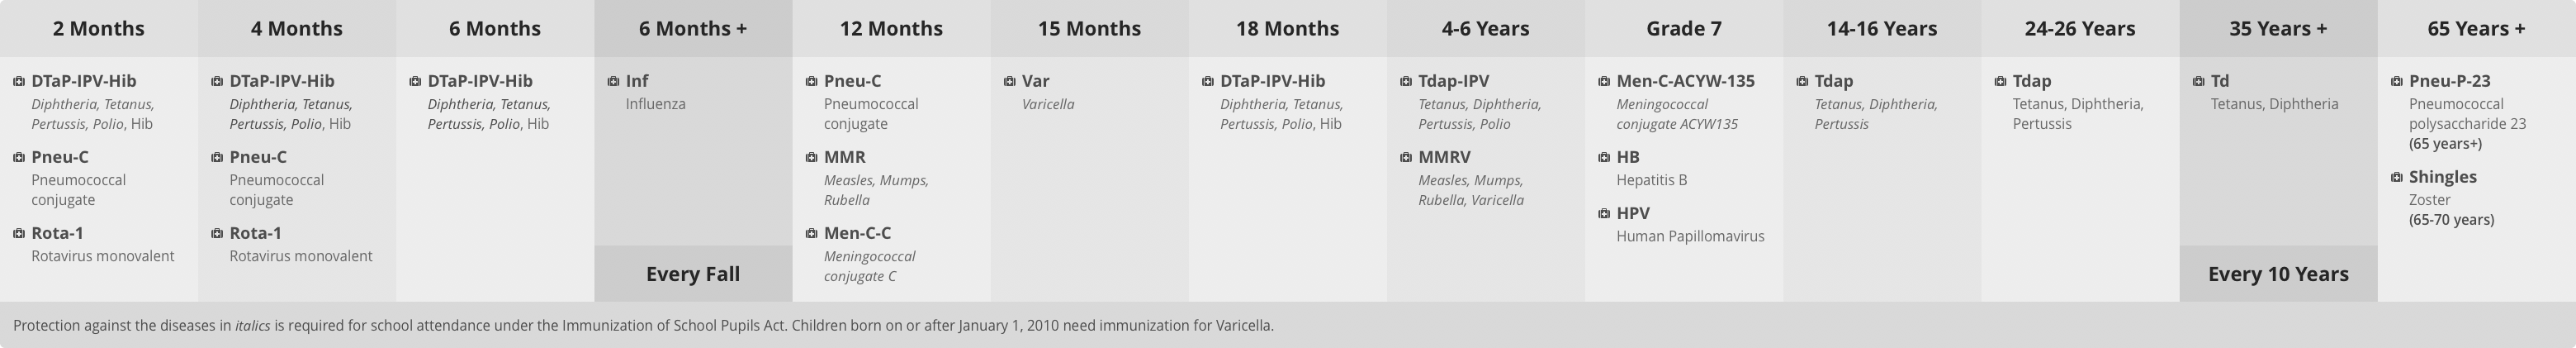 2 Months
DTaP-IPV-Hib
Diphtheria, Tetanus,
Pertussis, Polio, Hib
Pneu-C
Pneumococcal
conjugate
Rota-1
Rotavirus monovalent
4 Months
DTaP-IPV-Hib
Diphtheria, Tetanus,
Pertussis, Polio, Hib
Pneu-C
Pneumococcal
conjugate
Rota-1
Rotavirus monovalent
6 Months
DTaP-IPV-Hib
Diphtheria, Tetanus,
Pertussis, Polio, Hib
6 Months +
Inf
Influenza
Every Fall
12 Months
Pneu-C
Pneumococcal
conjugate
MMR
Measles, Mumps,
Rubella
Men-C-C
Meningococcal
conjugate C
15 Months
Var
Varicella
18 Months
DTaP-IPV-Hib
Diphtheria, Tetanus,
Pertussis, Polio, Hib
4-6 Years
Tdap-IPV
Tetanus, Diphtheria,
Pertussis, Polio
MMRV
Measles, Mumps,
Rubella, Varicella
Grade 7
Men-C-ACYW-135
Meningococcal
conjugate ACYW135
HB
Hepatitis B
HPV
Human Papillomavirus
14-16 Years
Tdap
Tetanus, Diphtheria,
Pertussis
24-26 Years
Tdap
Tetanus, Diphtheria,
Pertussis
35 Years +
Td
Tetanus, Diphtheria
Every 10 Years
65 Years +
Pneu-P-23
Pneumococcal
polysaccharide 23
(65 years+)
Shingles
Zoster
(65-70 years)
Protection against the diseases in italics is required for school attendance under the Immunization of School Pupils Act. Children born on or after January 1, 2010 need immunization for Varicella.